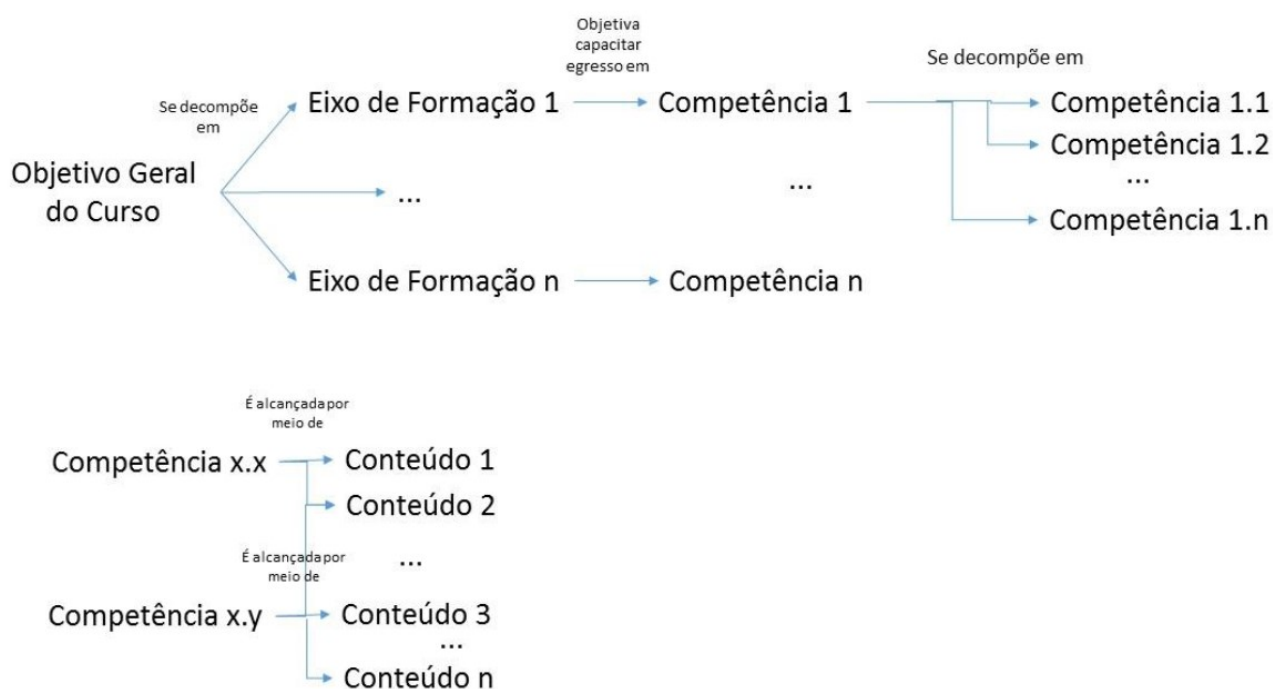 Objetiva
capacitar
egresso em
Se decompõe em
Se decompõe
em
Eixo de Formação 1
Competência 1
Competência 1.1
Competência 1.2
...
Competência 1.n
Objetivo Geral
do Curso
...
...
Eixo de Formação n
Competência n
É alcançada por
meio de
Competência x.x
Conteúdo 1
Conteúdo 2
...
É alcançada por
meio de
Competência x.y
Conteúdo 3
...
Conteúdo n